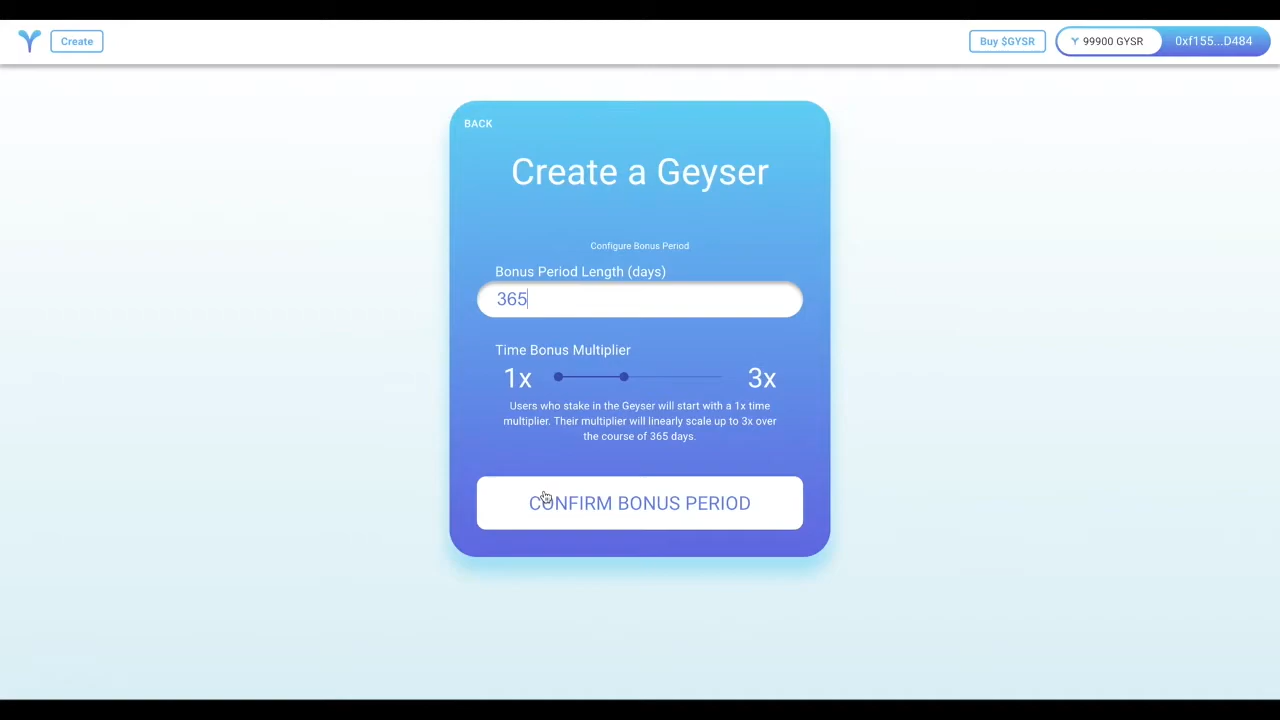 Create
Buy $GYSR
99900 GYSR
0xf155...D484
BACK
Create a Geyser
Configure Bonus Period
Bonus Period Length (days)
365
Time Bonus Multiplier
1x
3x
Users who stake in the Geyser will start with a 1x time
multiplier. Their multiplier will linearly scale up to 3x over
the course of 365 days.
CONFIRM BONUS PERIOD